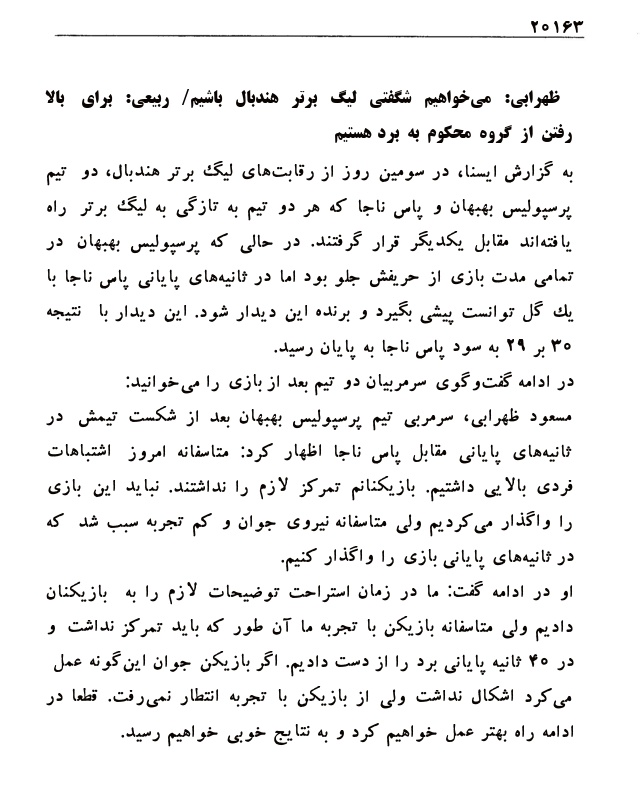 ۲۰۱۶۳
ظهرابی: می‌خواهیم شگفتی لیگ برتر هندبال باشیم/ ربیعی: برای بالا
رفتن از گروه محکوم به برد هستیم
به گزارش ایسنا، در سومین روز از رقابت‌های لیگ برتر هندبال، دو تیم
پرسپولیس بهبهان و پاس ناجا که هر دو تیم به تازگی به لیگ برتر راه
یافته‌اند مقابل یکدیگر قرار گرفتند. در حالی که پرسپولیس بهبهان در
تمامی مدت بازی از حریفش جلو بود اما در ثانیه‌های پایانی پاس ناجا با
یك گل توانست پیشی بگیرد و برنده این دیدار شود. این دیدار با نتیجه
۳۰ بر ۲۹ به سود پاس ناجا به پایان رسید.
در ادامه گفت‌وگوی سرمربیان دو تیم بعد از بازی را می‌خوانید:
مسعود ظهرابی، سرمربی تیم پرسپولیس بهبهان بعد از شکست تیمش در
ثانیه‌های پایانی مقابل پاس ناجا اظهار کرد: متاسفانه امروز اشتباهات
فردی بالایی داشتیم. بازیکنانم تمرکز لازم را نداشتند. نباید این بازی
را واگذار می‌کردیم ولی متاسفانه نیروی جوان و کم تجربه سبب شد که
در ثانیه‌های پایانی بازی را واگذار کنیم.
او در ادامه گفت: ما در زمان استراحت توضیحات لازم را به بازیکنان
دادیم ولی متاسفانه بازیکن با تجربه ما آن طور که باید تمرکز نداشت و
در ۴۰ ثانیه پایانی برد را از دست دادیم. اگر بازیکن جوان این‌گونه عمل
می‌کرد اشکال نداشت ولی از بازیکن با تجربه انتظار نمی‌رفت. قطعا در
ادامه راه بهتر عمل خواهیم کرد و به نتایج خوبی خواهیم رسید.